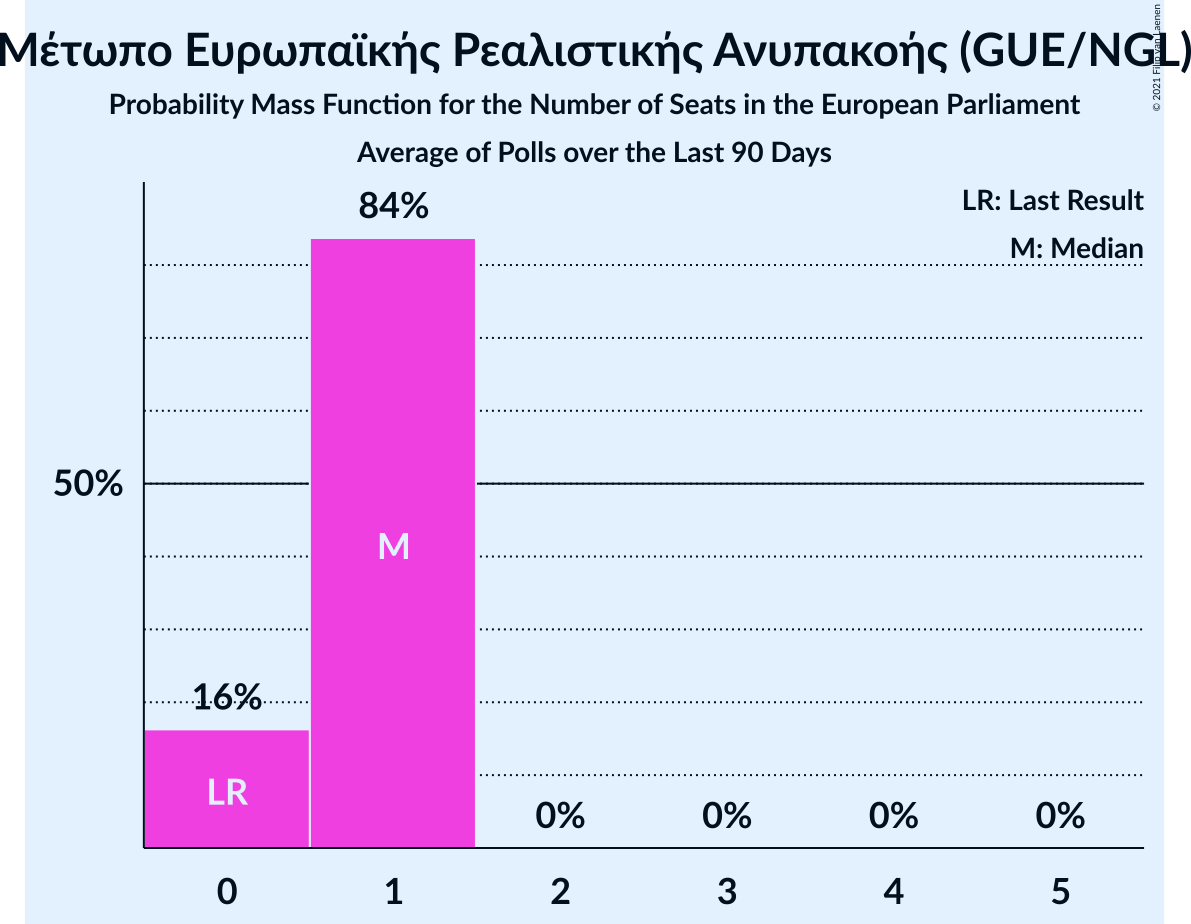 Μέτωπο Ευρωπαϊκής Ρεαλιστικής Ανυπακοής (GUE/NGL)
© 2021 Filip van Laenen
Probability Mass Function for the Number of Seats in the European Parliament
Average of Polls over the Last 90 Days
LR: Last Result
M: Median
84%
50%
M
16%
LR
0% 0% 0% 0%
0 1 2 3 4 5